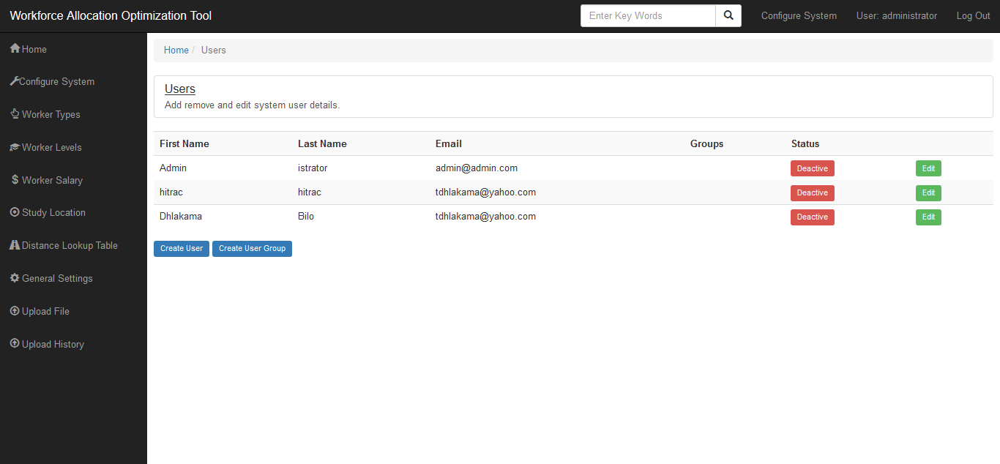 Workforce Allocation Optimization Tool Enter Key Words Configure System User: administrator Log Out
Home
Configure System
Worker Types
Worker Levels
Worker Salary
Study Location
Distance Lookup Table
General Settings
Upload File
Upload History
Home / Users
Users
Add remove and edit system user details.
First Name Last Name Email Groups Status
Admin istrator admin@admin.com Deactive Edit
hitrac hitrac tdhlakama@yahoo.com Deactive Edit
Dhlakama Bilo tdhlakama@yahoo.com Deactive Edit
Create User Create User Group